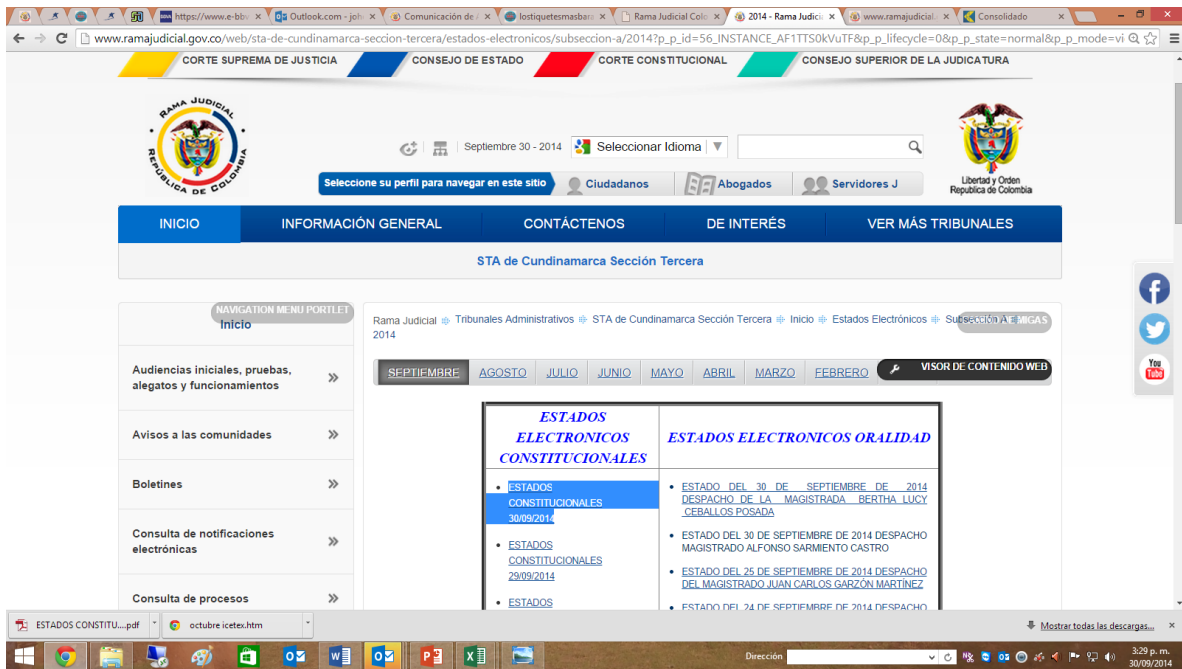 https://www.e-bbv
Outlook.com - joh
Comunicación de A
lostiquetesmasbara
Rama Judicial Colo
2014 - Rama Judicia
www.ramajudicial.
Consolidado
www.ramajudicial.gov.co/web/sta-de-cundinamarca-seccion-tercera/estados-electronicos/subseccion-a/2014?p_p_id=56_INSTANCE_AF1TTS0kVuTF&p_p_lifecycle=0&p_p_state=normal&p_p_mode=vi
CORTE SUPREMA DE JUSTICIA
CONSEJO DE ESTADO
CORTE CONSTITUCIONAL
CONSEJO SUPERIOR DE LA JUDICATURA
RAMA JUDICIAL
REPÚBLICA DE COLOMBIA
Septiembre 30 - 2014
Seleccionar Idioma
Libertad y Orden
Republica de Colombia
Seleccione su perfil para navegar en este sitio
Ciudadanos
Abogados
Servidores J
INICIO
INFORMACIÓN GENERAL
CONTÁCTENOS
DE INTERÉS
VER MÁS TRIBUNALES
STA de Cundinamarca Sección Tercera
NAVIGATION MENU PORTLET
Inicio
Audiencias iniciales, pruebas,
alegatos y funcionamientos
Avisos a las comunidades
Boletines
Consulta de notificaciones
electrónicas
Consulta de procesos
Rama Judicial
Tribunales Administrativos
STA de Cundinamarca Sección Tercera
Inicio
Estados Electrónicos
2014
SEPTIEMBRE
AGOSTO
JULIO
JUNIO
MAYO
ABRIL
MARZO
FEBRERO
VISOR DE CONTENIDO WEB
ESTADOS
ELECTRONICOS
CONSTITUCIONALES
ESTADOS
CONSTITUCIONALES
30/09/2014
ESTADOS
CONSTITUCIONALES
29/09/2014
ESTADOS
ESTADOS ELECTRONICOS ORALIDAD
ESTADO DEL 30 DE SEPTIEMBRE DE 2014
DESPACHO DE LA MAGISTRADA BERTHA LUCY
CEBALLOS POSADA
ESTADO DEL 30 DE SEPTIEMBRE DE 2014 DESPACHO
MAGISTRADO ALFONSO SARMIENTO CASTRO
ESTADO DEL 25 DE SEPTIEMBRE DE 2014 DESPACHO
DEL MAGISTRADO JUAN CARLOS GARZÓN MARTÍNEZ
ESTADO DEL 24 DE SEPTIEMBRE DE 2014 DESPACHO
You
Tube
ESTADOS CONSTITU....pdf
octubre icetex.htm
Mostrar todas las descargas...
Dirección
3:29 p. m.
30/09/2014